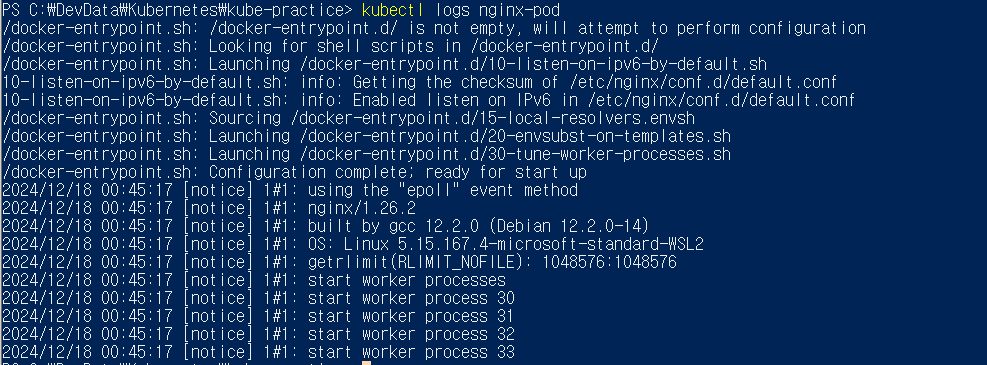 PS C:₩DevData₩Kubernetes₩kube-practice> kubectl logs nginx-pod
/docker-entrypoint.sh: /docker-entrypoint.d/ is not empty, will attempt to perform configuration
/docker-entrypoint.sh: Looking for shell scripts in /docker-entrypoint.d/
/docker-entrypoint.sh: Launching /docker-entrypoint.d/10-listen-on-ipv6-by-default.sh
10-listen-on-ipv6-by-default.sh: info: Getting the checksum of /etc/nginx/conf.d/default.conf
10-listen-on-ipv6-by-default.sh: info: Enabled listen on IPv6 in /etc/nginx/conf.d/default.conf
/docker-entrypoint.sh: Sourcing /docker-entrypoint.d/15-local-resolvers.envsh
/docker-entrypoint.sh: Launching /docker-entrypoint.d/20-envsubst-on-templates.sh
/docker-entrypoint.sh: Launching /docker-entrypoint.d/30-tune-worker-processes.sh
/docker-entrypoint.sh: Configuration complete; ready for start up
2024/12/18 00:45:17 [notice] 1#1: using the "epoll" event method
2024/12/18 00:45:17 [notice] 1#1: nginx/1.26.2
2024/12/18 00:45:17 [notice] 1#1: built by gcc 12.2.0 (Debian 12.2.0-14)
2024/12/18 00:45:17 [notice] 1#1: OS: Linux 5.15.167.4-microsoft-standard-WSL2
2024/12/18 00:45:17 [notice] 1#1: getrlimit(RLIMIT_NOFILE): 1048576:1048576
2024/12/18 00:45:17 [notice] 1#1: start worker processes
2024/12/18 00:45:17 [notice] 1#1: start worker process 30
2024/12/18 00:45:17 [notice] 1#1: start worker process 31
2024/12/18 00:45:17 [notice] 1#1: start worker process 32
2024/12/18 00:45:17 [notice] 1#1: start worker process 33